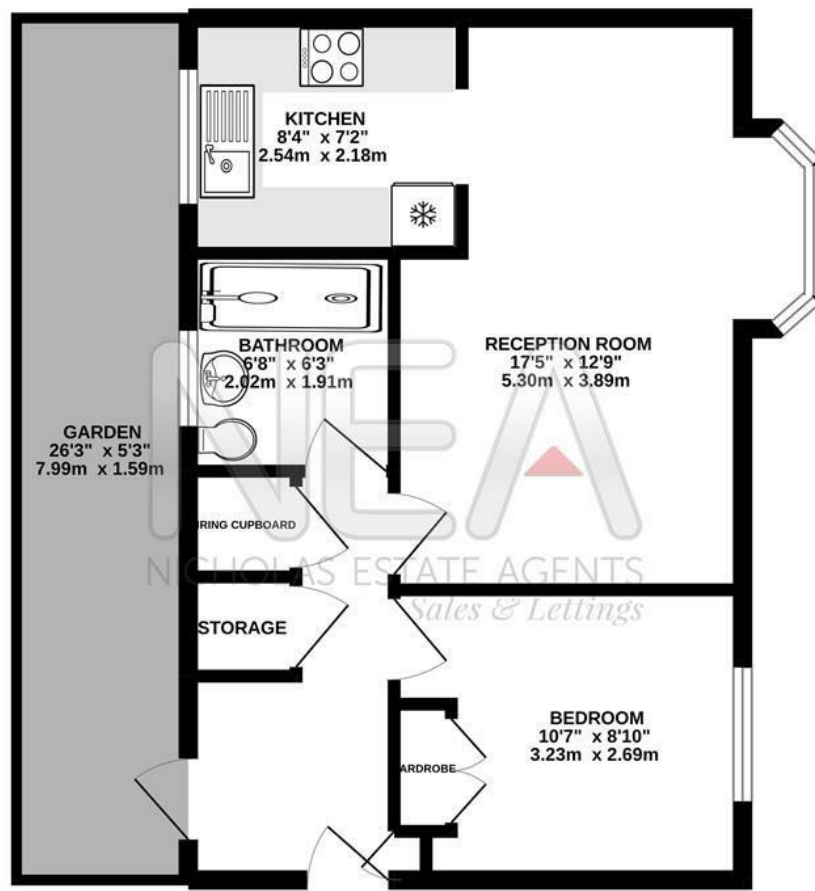 KITCHEN
8'4" x 7'2"
2.54m x 2.18m
BATHROOM
6'8" x 6'3"
2.02m x 1.91m
RECEPTION ROOM
17'5" x 12'9"
5.30m x 3.89m
GARDEN
26'3" x 5'3"
7.99m x 1.59m
NEA
IRING CUPBOARD
NICHOLAS ESTATE AGENTS
Sales & Lettings
STORAGE
BEDROOM
10'7" x 8'10"
3.23m x 2.69m
ARDROBE